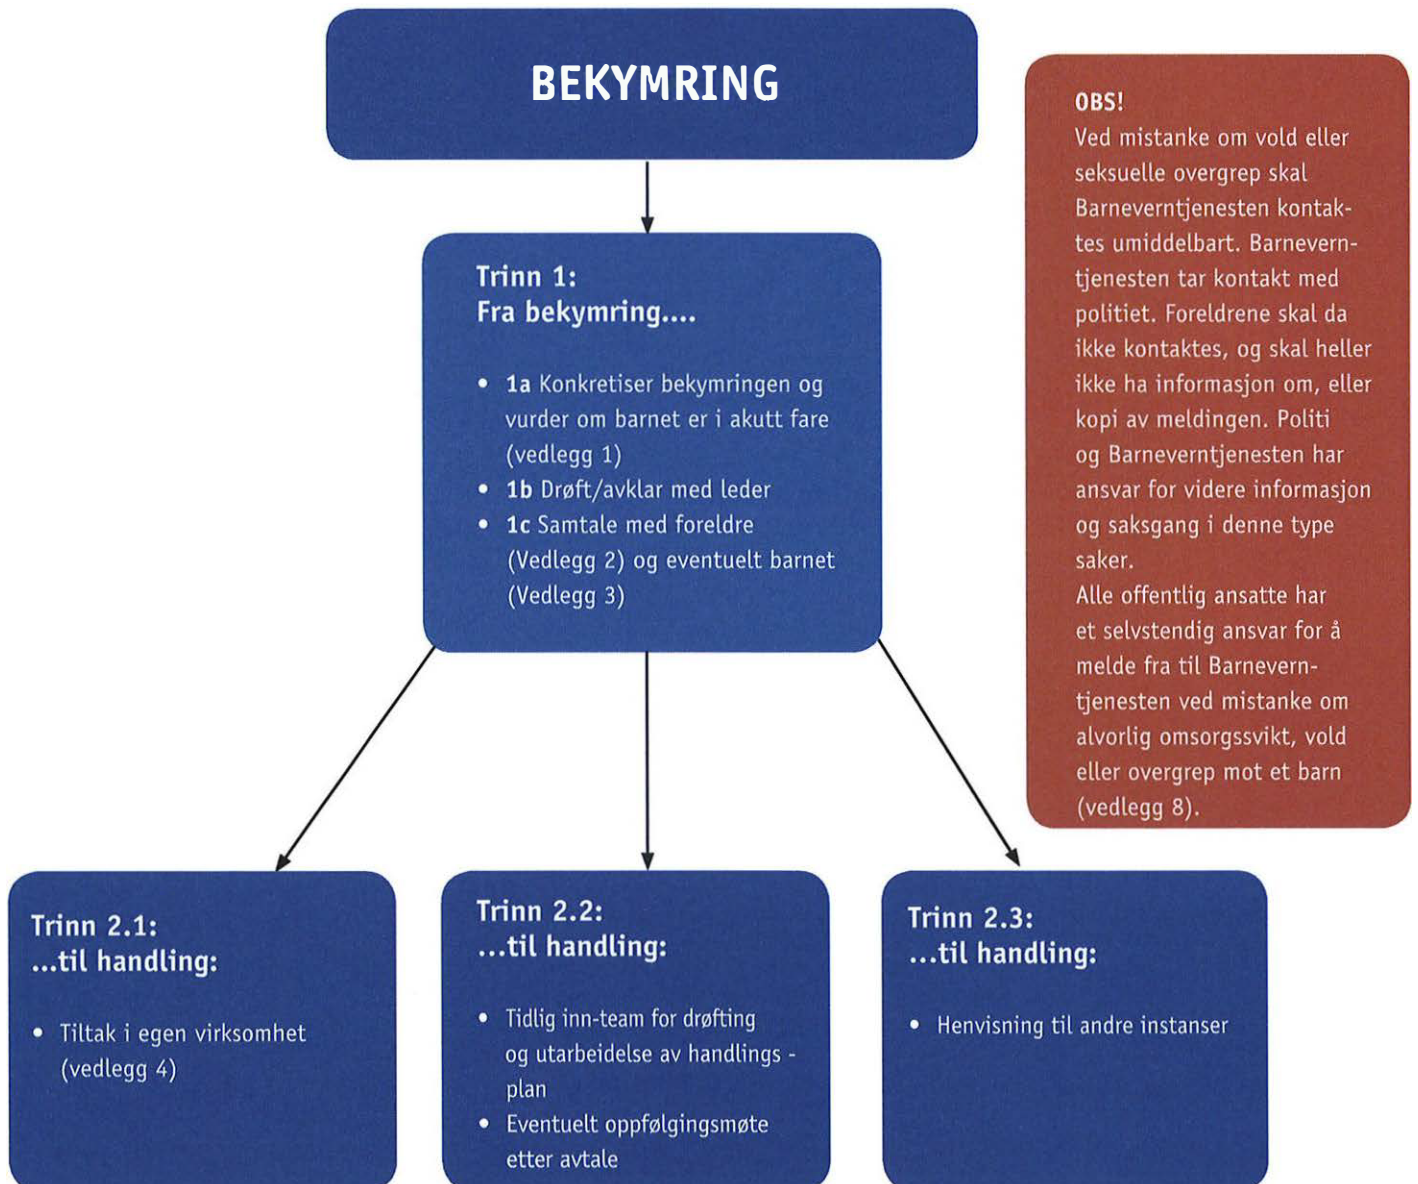 BEKYMRING
Trinn 1:
Fra bekymring....
• 1a Konkretiser bekymringen og
vurder om barnet er i akutt fare
(vedlegg 1)
• 1b Drøft/avklar med leder
• 1c Samtale med foreldre
(Vedlegg 2) og eventuelt barnet
(Vedlegg 3)
OBS!
Ved mistanke om vold eller
seksuelle overgrep skal
Barneverntjenesten kontak-
tes umiddelbart. Barnevern-
tjenesten tar kontakt med
politiet. Foreldrene skal da
ikke kontaktes, og skal heller
ikke ha informasjon om, eller
kopi av meldingen. Politi
og Barneverntjenesten har
ansvar for videre informasjon
og saksgang i denne type
saker.
Alle offentlig ansatte har
et selvstendig ansvar for å
melde fra til Barnevern-
tjenesten ved mistanke om
alvorlig omsorgssvikt, vold
eller overgrep mot et barn
(vedlegg 8).
Trinn 2.1:
...til handling:
• Tiltak i egen virksomhet
(vedlegg 4)
Trinn 2.2:
...til handling:
• Tidlig inn-team for drøfting
og utarbeidelse av handlings -
plan
• Eventuelt oppfølgingsmøte
etter avtale
Trinn 2.3:
...til handling:
• Henvisning til andre instanser